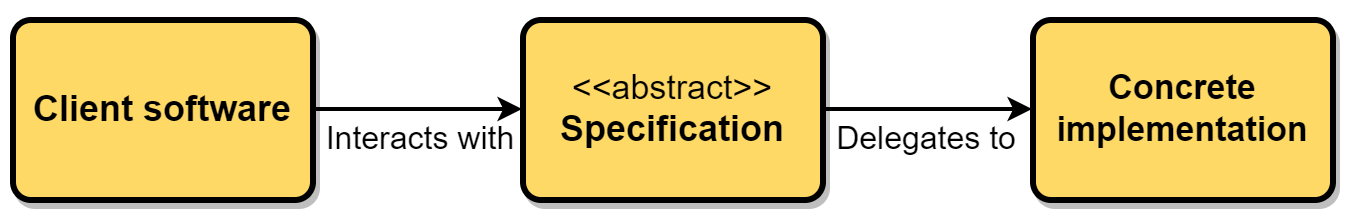 Client software
Interacts with
<<abstract>>
Specification
Delegates to
Concrete
implementation